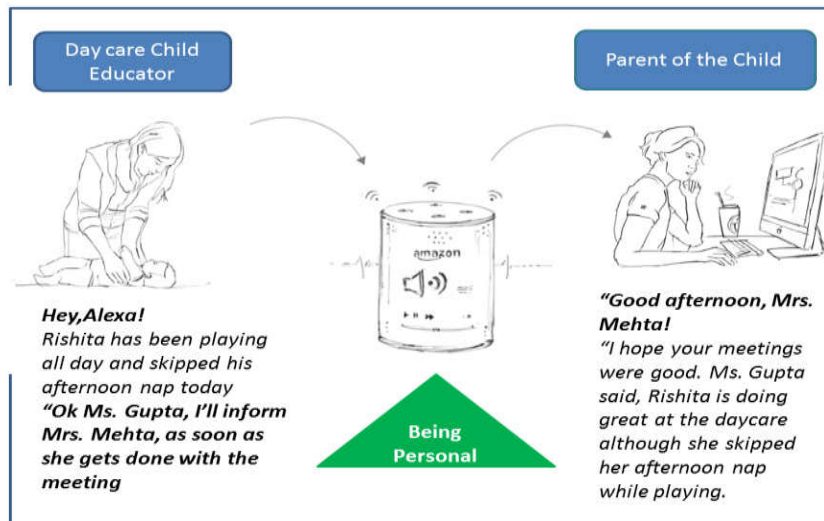 Day care Child
Educator
Parent of the Child
amazon
Hey,Alexa!
Rishita has been playing
all day and skipped his
afternoon nap today
“Ok Ms. Gupta, I’ll inform
Mrs. Mehta, as soon as
she gets done with the
meeting
Being
Personal
“Good afternoon, Mrs.
Mehta!
“I hope your meetings
were good. Ms. Gupta
said, Rishita is doing
great at the daycare
although she skipped
her afternoon nap
while playing.